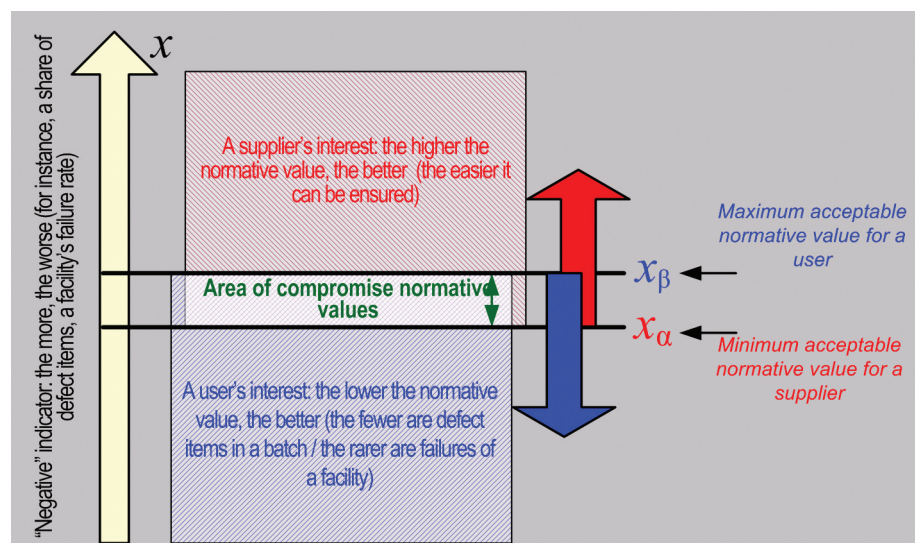 “Negative” indicator: the more, the worse (for instance, a share of
defect items, a facility’s failure rate)
x
A supplier’s interest: the higher the
normative value, the better (the easier it
can be ensured)
Maximum acceptable
normative value for a
user
xβ
Area of compromise normative
values
xα
Minimum acceptable
normative value for a
supplier
A user’s interest: the lower the normative
value, the better (the fewer are defect
items in a batch / the rarer are failures of
a facility)